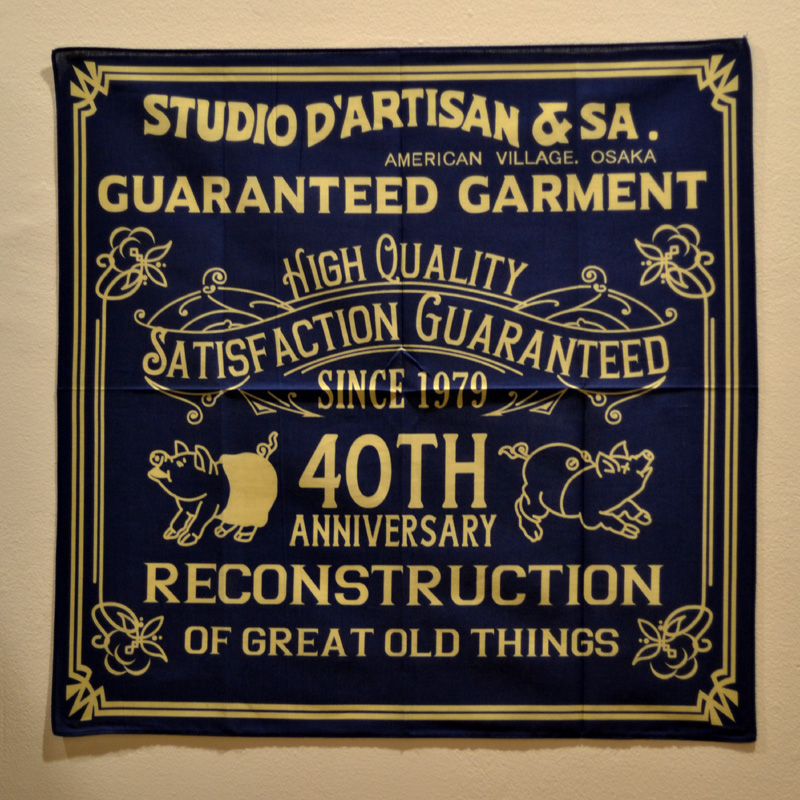 STUDIO D'ARTISAN & SA.
AMERICAN VILLAGE. OSAKA
GUARANTEED GARMENT
HIGH QUALITY
SATISFACTION GUARANTEED
SINCE 1979
40TH
ANNIVERSARY
RECONSTRUCTION
OF GREAT OLD THINGS